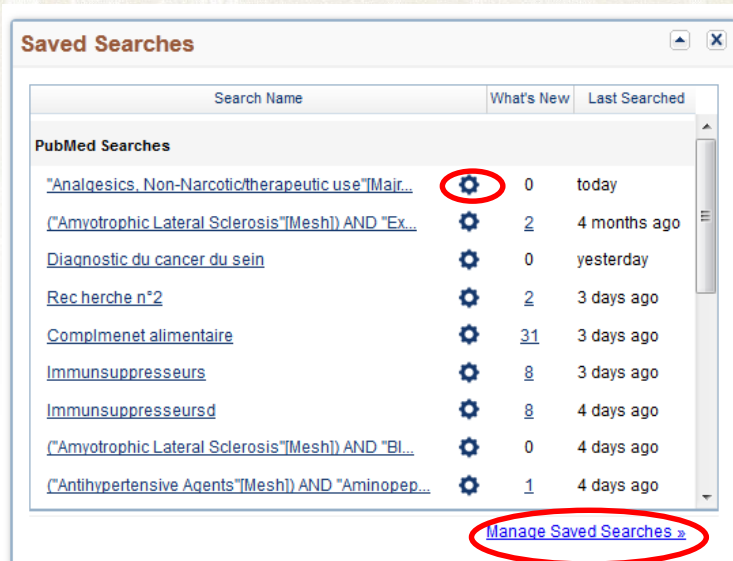 Saved Searches
Search Name What's New Last Searched
PubMed Searches
"Analgesics, Non-Narcotic/therapeutic use"[Majr... 0 today
("Amyotrophic Lateral Sclerosis"[Mesh]) AND "Ex... 2 4 months ago
Diagnostic du cancer du sein 0 yesterday
Rec herche n°2 2 3 days ago
Complmenet alimentaire 31 3 days ago
Immunsuppresseurs 8 3 days ago
Immunsuppresseursd 8 4 days ago
("Amyotrophic Lateral Sclerosis"[Mesh]) AND "Bl... 0 4 days ago
("Antihypertensive Agents"[Mesh]) AND "Aminopep... 1 4 days ago
Manage Saved Searches »